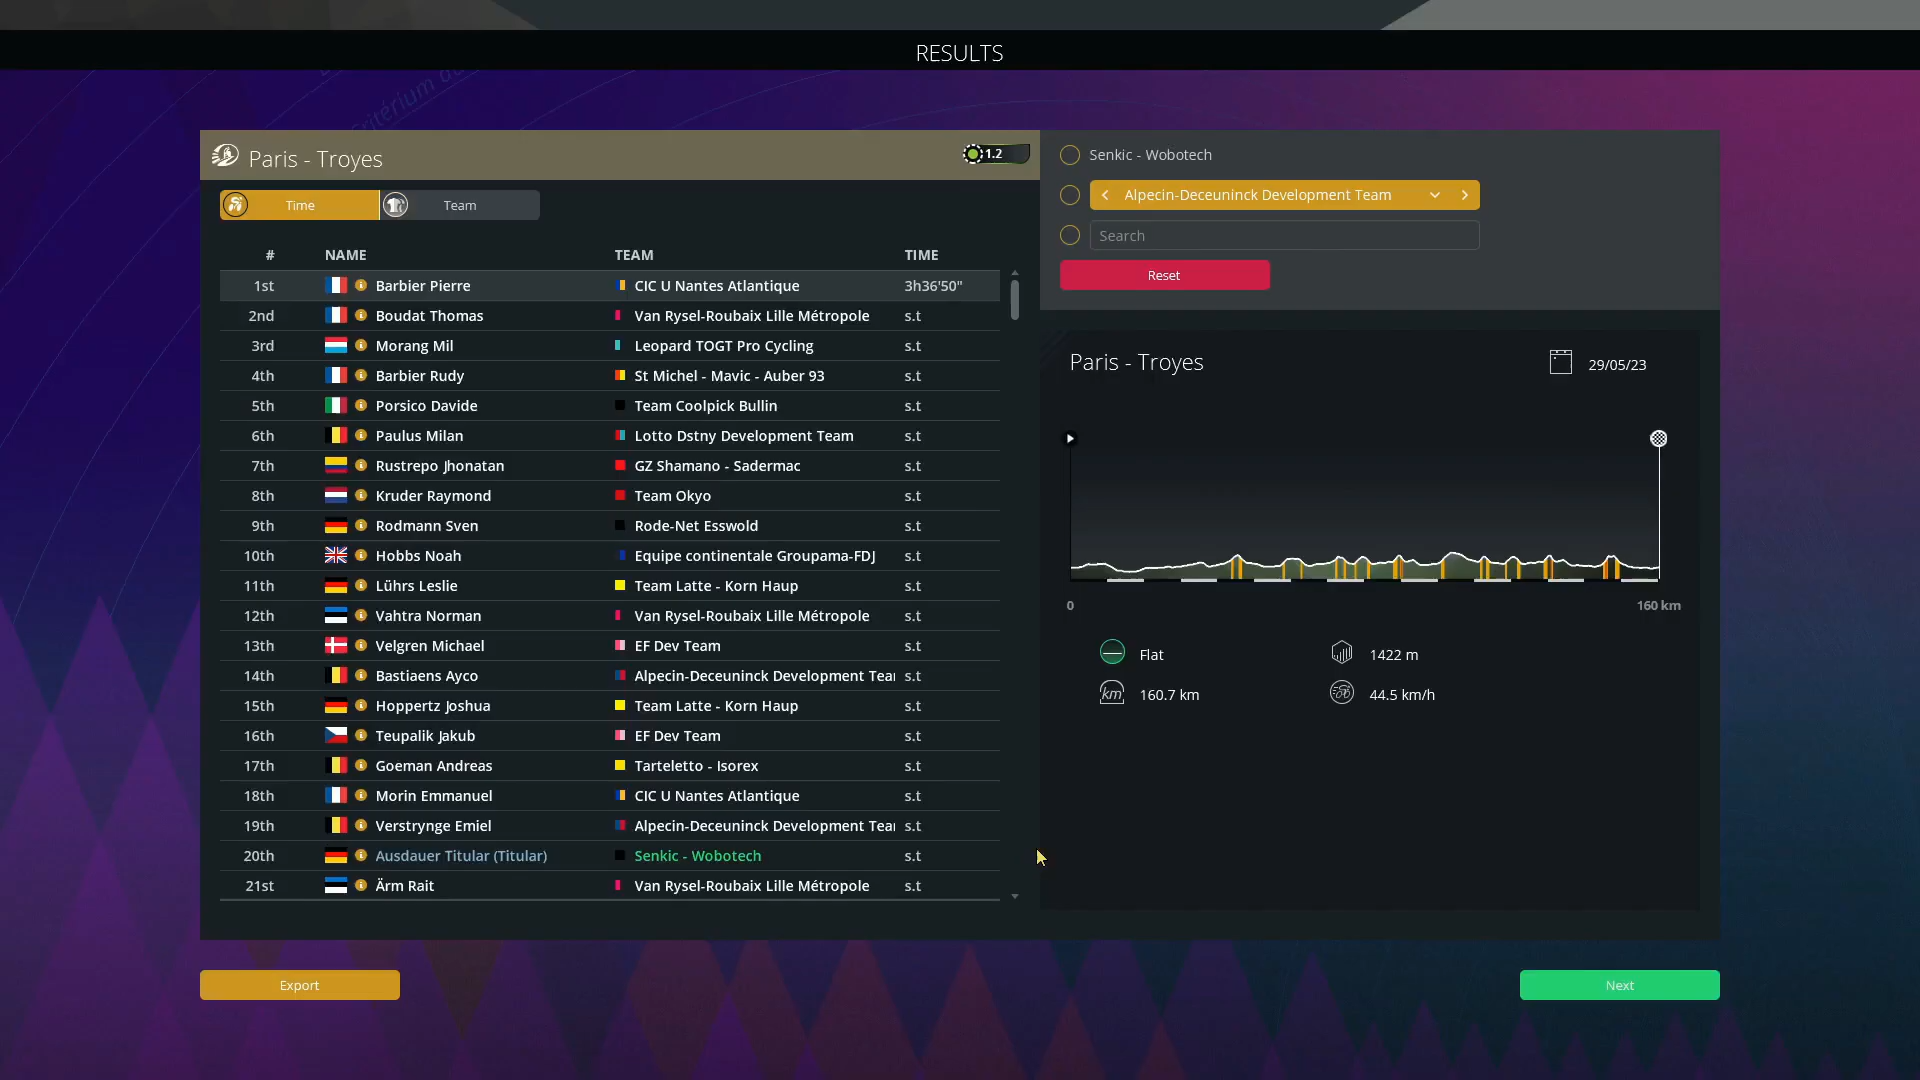 RESULTS
Paris - Troyes
1.2
Time
Team
# NAME TEAM TIME
1st Barbier Pierre CIC U Nantes Atlantique 3h36'50"
2nd Boudat Thomas Van Rysel-Roubaix Lille Métropole s.t
3rd Morang Mil Leopard TOGT Pro Cycling s.t
4th Barbier Rudy St Michel - Mavic - Auber 93 s.t
5th Porsico Davide Team Coolpick Bullin s.t
6th Paulus Milan Lotto Dstny Development Team s.t
7th Rustrepo Jhonatan GZ Shamano - Sadermac s.t
8th Kruder Raymond Team Okyo s.t
9th Rodmann Sven Rode-Net Esswold s.t
10th Hobbs Noah Equipe continentale Groupama-FDJ s.t
11th Lührs Leslie Team Latte - Korn Haup s.t
12th Vahtra Norman Van Rysel-Roubaix Lille Métropole s.t
13th Velgren Michael EF Dev Team s.t
14th Bastiaens Ayco Alpecin-Deceuninck Development Tea s.t
15th Hoppertz Joshua Team Latte - Korn Haup s.t
16th Teupalik Jakub EF Dev Team s.t
17th Goeman Andreas Tarteletto - Isorex s.t
18th Morin Emmanuel CIC U Nantes Atlantique s.t
19th Verstrynge Emiel Alpecin-Deceuninck Development Tea s.t
20th Ausdauer Titular (Titular) Senkic - Wobotech s.t
21st Ärm Rait Van Rysel-Roubaix Lille Métropole s.t
Senkic - Wobotech
Alpecin-Deceuninck Development Team
Search
Reset
Paris - Troyes
29/05/23
0
160 km
Flat
1422 m
km
160.7 km
44.5 km/h
Export
Next